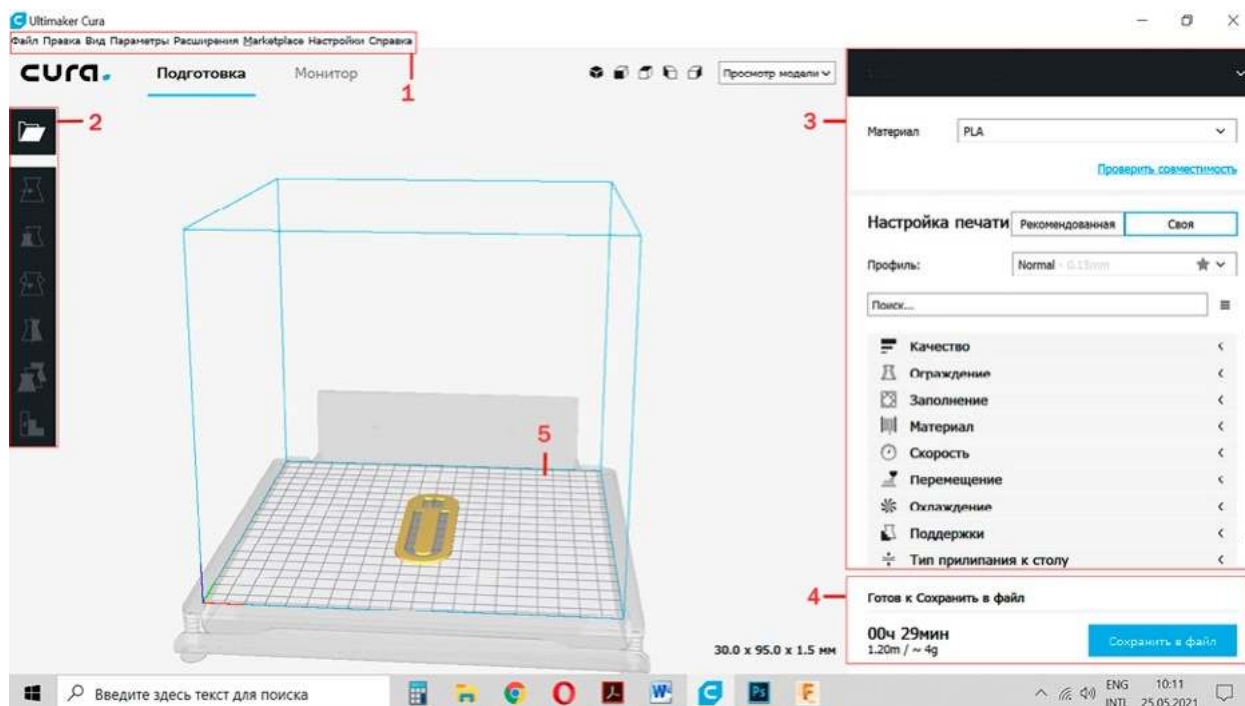 Ultimaker Cura
Файл Правка Вид Параметры Расширения Marketplace Настройки Справка
cura.
Подготовка
Монитор
Просмотр модели
1
2
3
Материал
PLA
Проверить совместимость
Настройка печати
Рекомендованная
Своя
Профиль:
Normal - 0.15mm
Поиск...
Качество
Ограждение
Заполнение
Материал
Скорость
Перемещение
Охлаждение
Поддержки
Тип прилипания к столу
5
4
Готов к Сохранить в файл
00ч 29мин
1.20m / ~ 4g
Сохранить в файл
30.0 x 95.0 x 1.5 мм
Введите здесь текст для поиска
W
Ps
F
ENG
INTL
10:11
25.05.2021